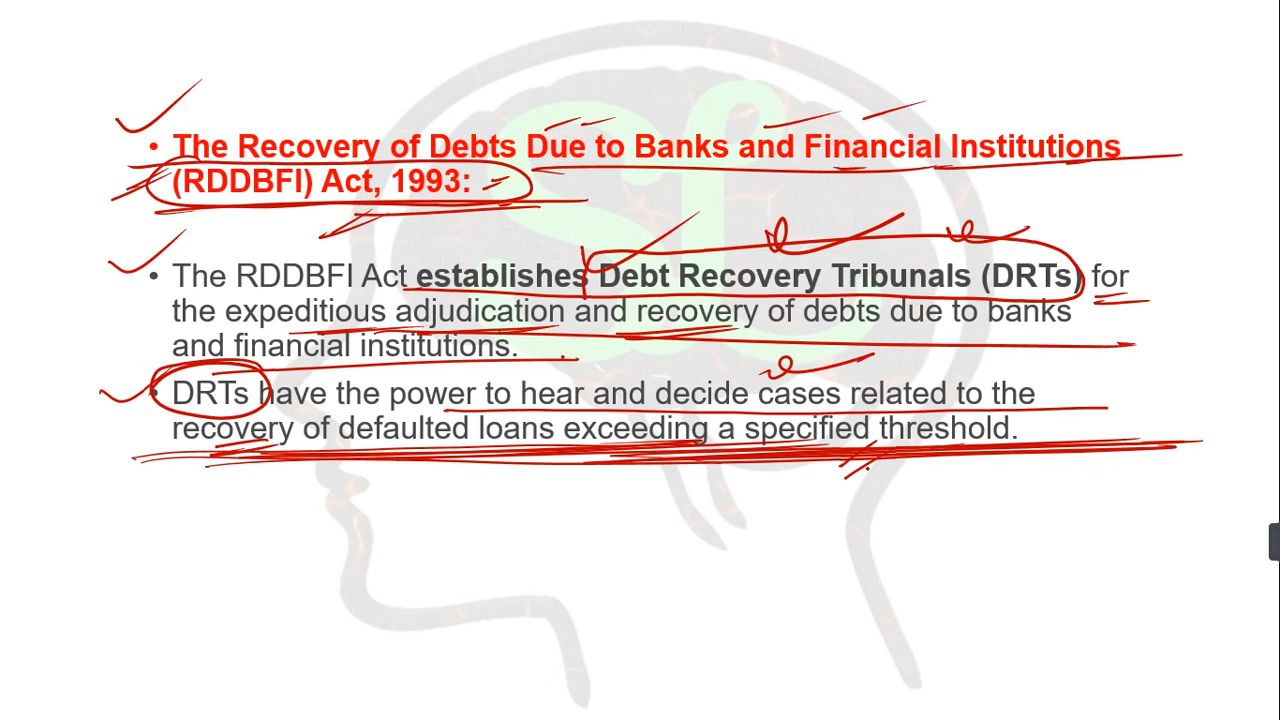 • The Recovery of Debts Due to Banks and Financial Institutions
(RDDBFI) Act, 1993:
• The RDDBFI Act establishes Debt Recovery Tribunals (DRTs) for
the expeditious adjudication and recovery of debts due to banks
and financial institutions.
• DRTs have the power to hear and decide cases related to the
recovery of defaulted loans exceeding a specified threshold.